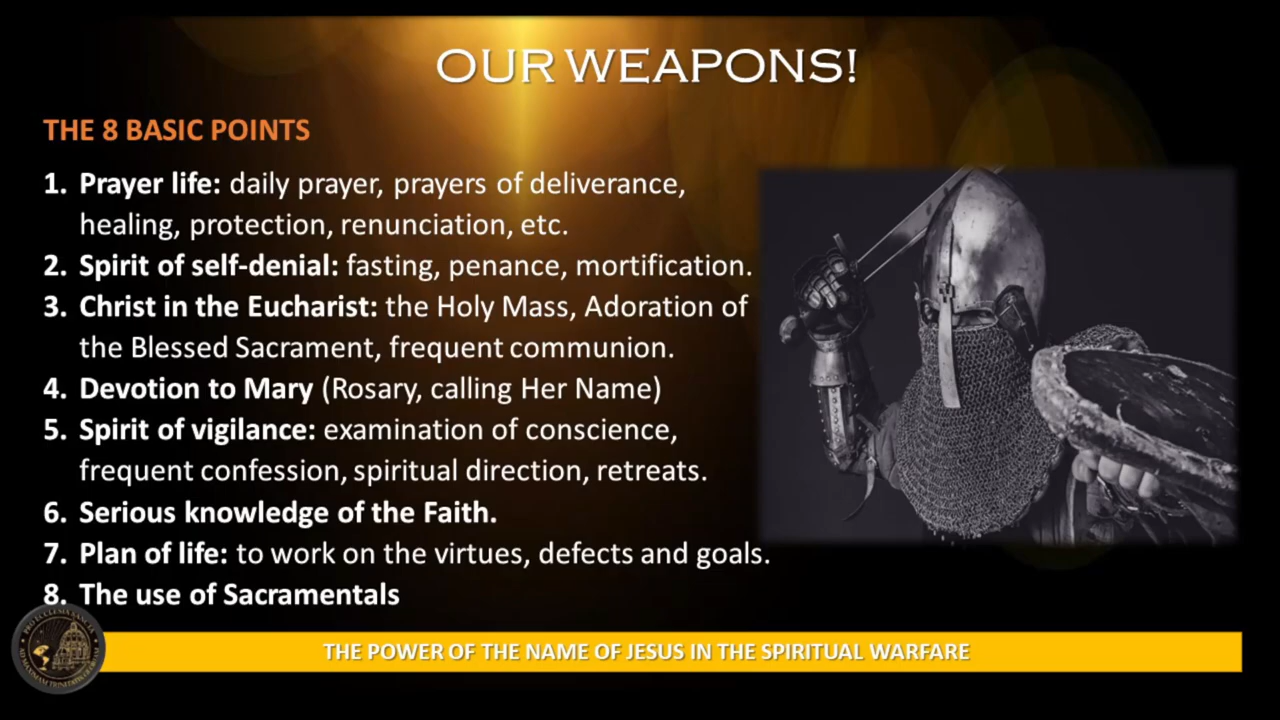 OUR WEAPONS!
THE 8 BASIC POINTS
1. Prayer life: daily prayer, prayers of deliverance,
healing, protection, renunciation, etc.
2. Spirit of self-denial: fasting, penance, mortification.
3. Christ in the Eucharist: the Holy Mass, Adoration of
the Blessed Sacrament, frequent communion.
4. Devotion to Mary (Rosary, calling Her Name)
5. Spirit of vigilance: examination of conscience,
frequent confession, spiritual direction, retreats.
6. Serious knowledge of the Faith.
7. Plan of life: to work on the virtues, defects and goals.
8. The use of Sacramentals
PRO ECCLESIA SANCTA
THE POWER OF THE NAME OF JESUS IN THE SPIRITUAL WARFARE